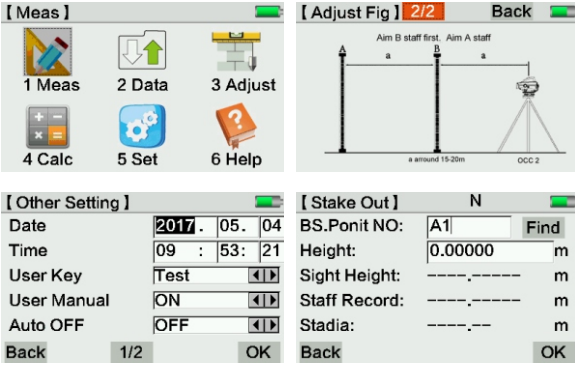 【Meas】
1 Meas 2 Data 3 Adjust
4 Calc 5 Set 6 Help
【Adjust Fig】 2/2 Back
Aim B staff first. Aim A staff
A B
a a
a arround 15-20m OCC 2
【Other Setting】
Date 2017. 05. 04
Time 09 : 53: 21
User Key Test
User Manual ON
Auto OFF OFF
Back 1/2 OK
【Stake Out】 N
BS.Ponit NO: A1 Find
Height: 0.00000 m
Sight Height: ----.----- m
Staff Record: ----.----- m
Stadia: ----.-- m
Back OK